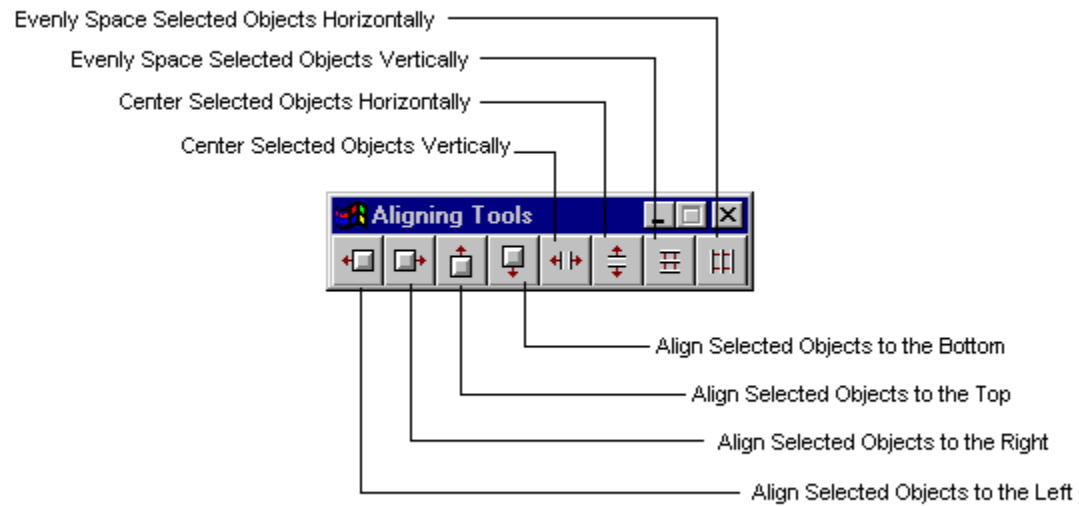 Evenly Space Selected Objects Horizontally
Evenly Space Selected Objects Vertically
Center Selected Objects Horizontally
Center Selected Objects Vertically
Aligning Tools
Align Selected Objects to the Bottom
Align Selected Objects to the Top
Align Selected Objects to the Right
Align Selected Objects to the Left